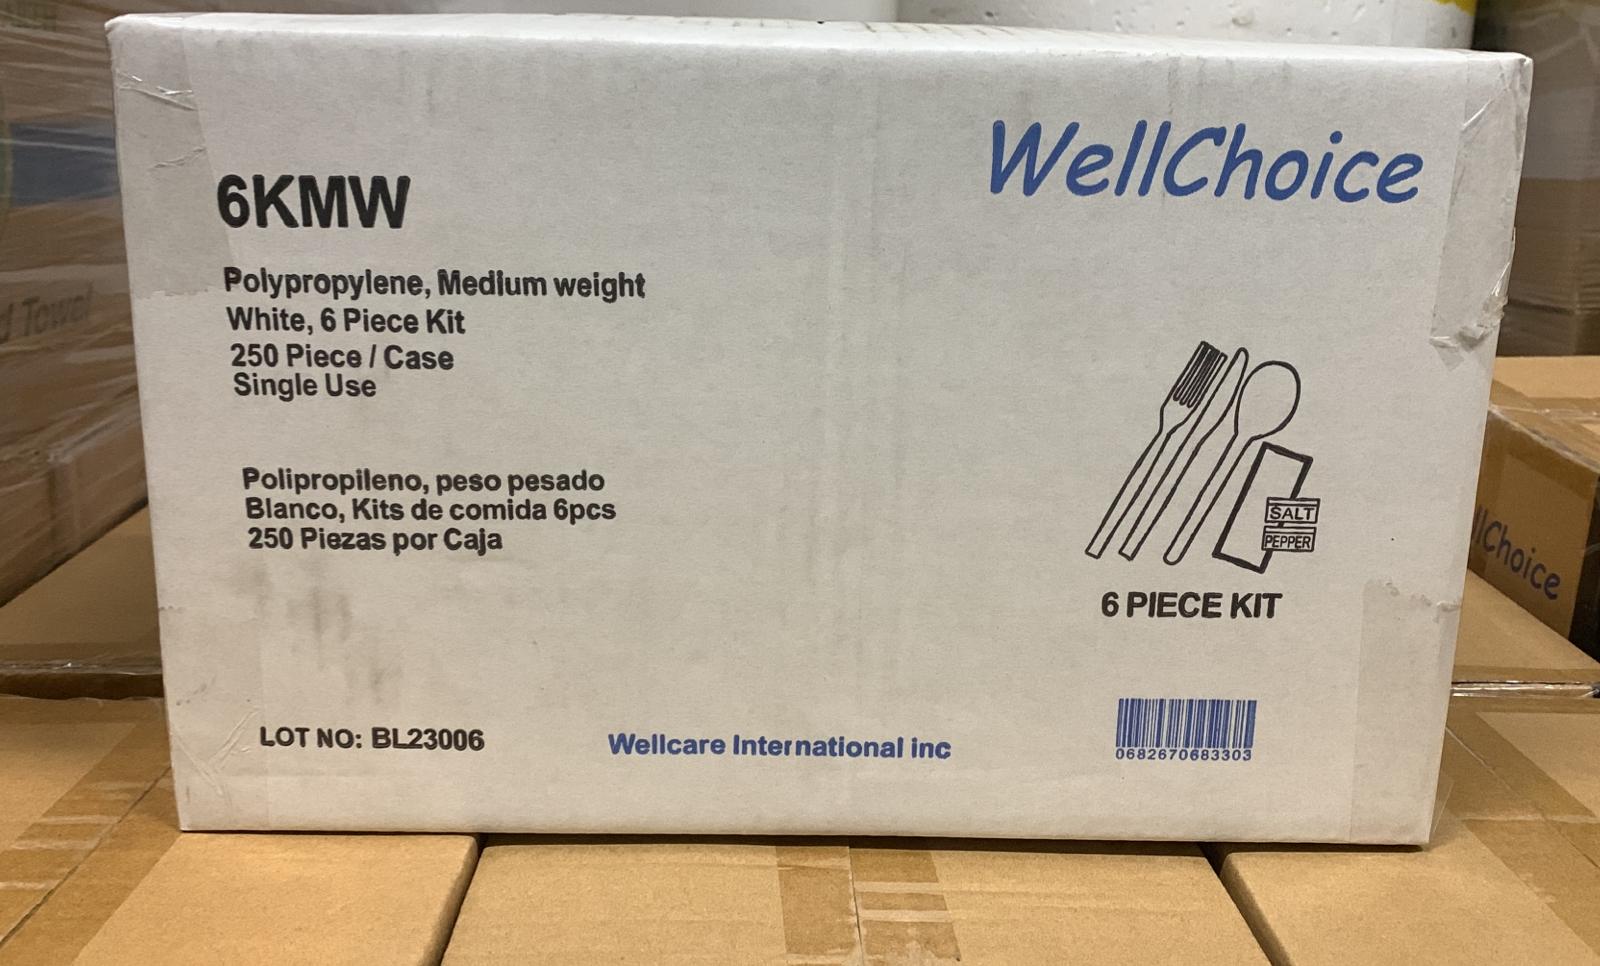 WellChoice
6KMW
Polypropylene, Medium weight
White, 6 Piece Kit
250 Piece / Case
Single Use
Polipropileno, peso pesado
Blanco, Kits de comida 6pcs
250 Piezas por Caja
SALT
PEPPER
6 PIECE KIT
LOT NO: BL23006
Wellcare International inc
0682670683303
d Towel
llChoice